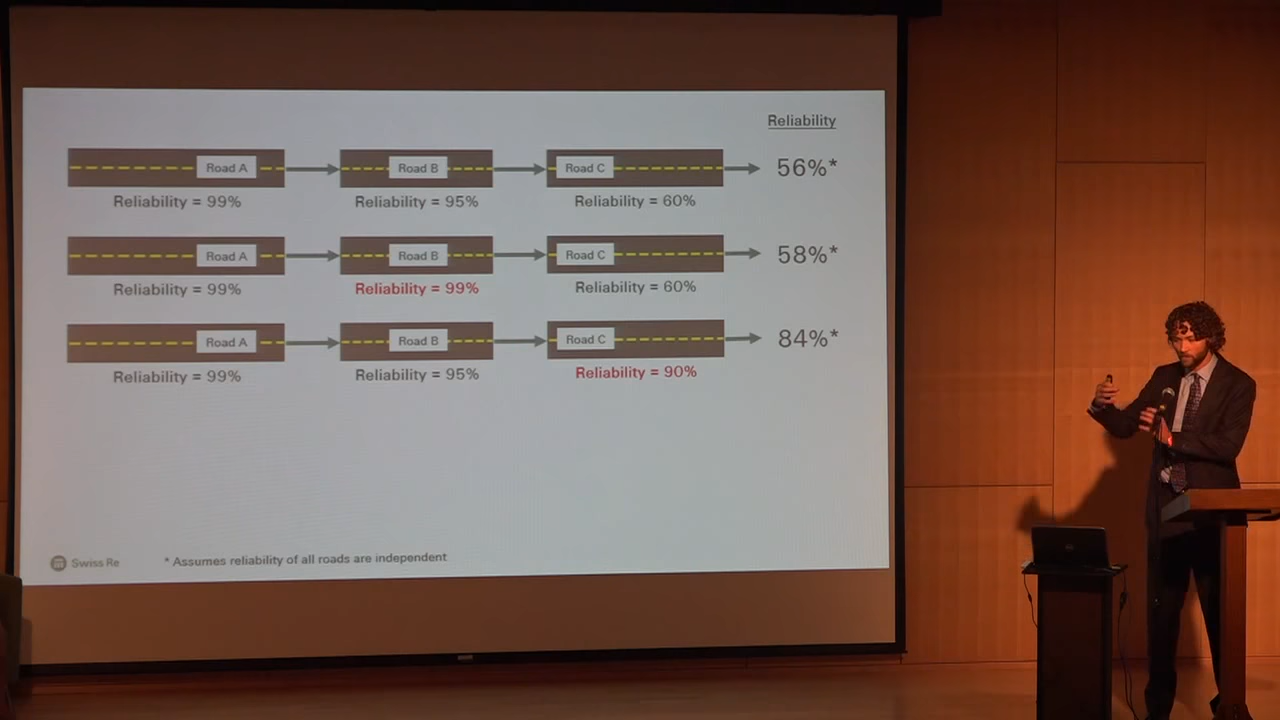 Reliability
Road A Road B Road C 56%*
Reliability = 99% Reliability = 95% Reliability = 60%
Road A Road B Road C 58%*
Reliability = 99% Reliability = 99% Reliability = 60%
Road A Road B Road C 84%*
Reliability = 99% Reliability = 95% Reliability = 90%
Swiss Re * Assumes reliability of all roads are independent